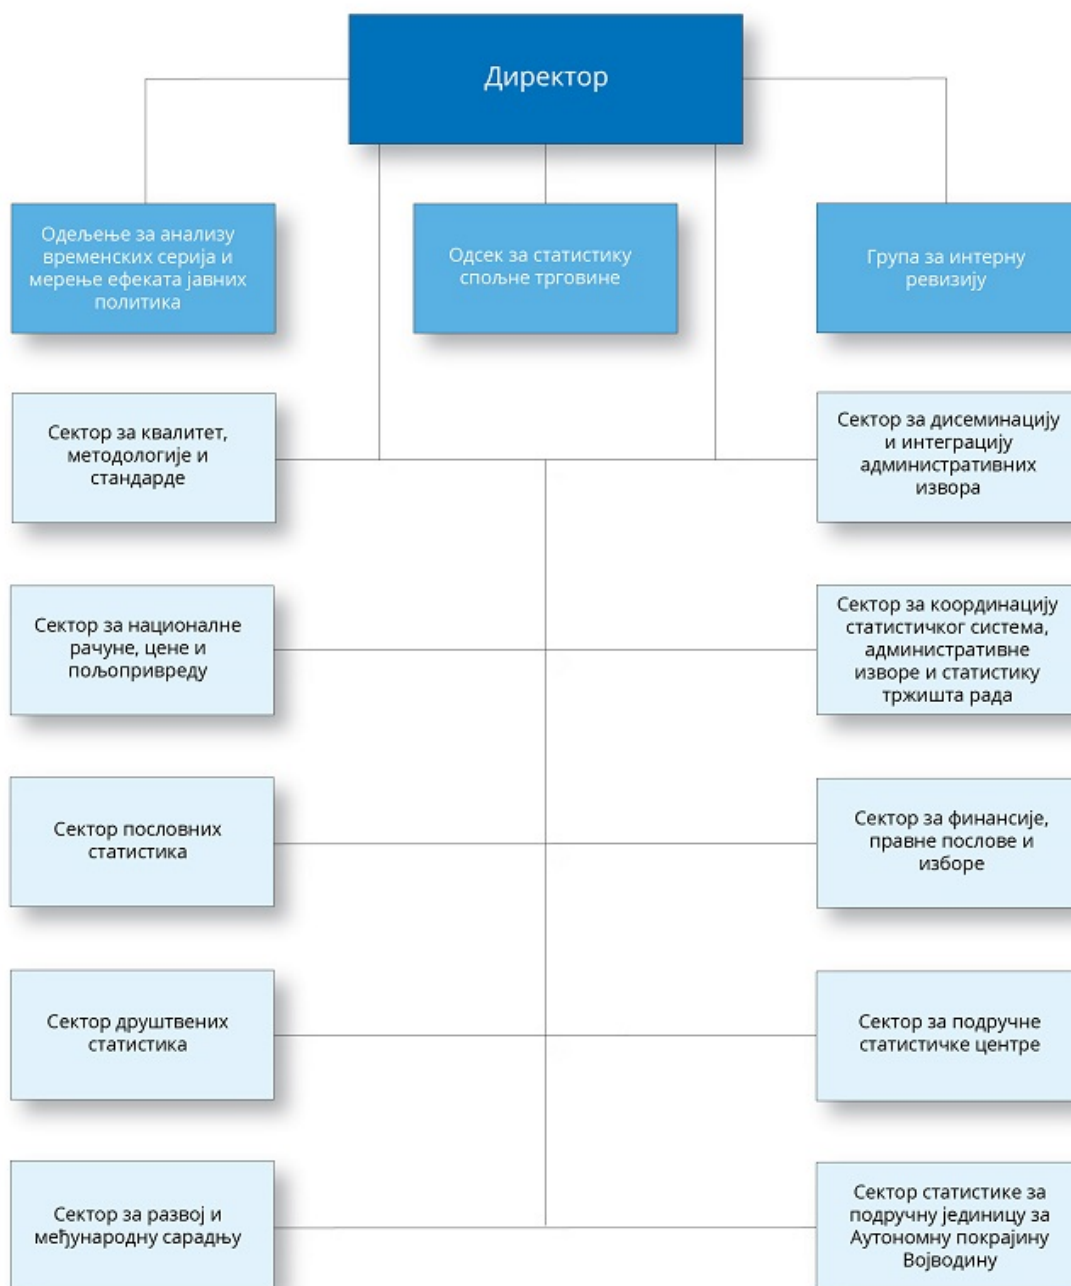 Директор
Одељење за анализу
временских серија и
мерење ефеката јавних
политика
Одсек за статистику
спољне трговине
Група за интерну
ревизију
Сектор за квалитет,
методологије и
стандарде
Сектор за дисеминацију
и интеграцију
административних
извора
Сектор за националне
рачуне, цене и
пољопривреду
Сектор за координацију
статистичког система,
административне
изворе и статистику
тржишта рада
Сектор пословних
статистика
Сектор за финансије,
правне послове и
изборе
Сектор друштвених
статистика
Сектор за подручне
статистичке центре
Сектор за развој и
међународну сарадњу
Сектор статистике за
подручну јединицу за
Аутономну покрајину
Војводину